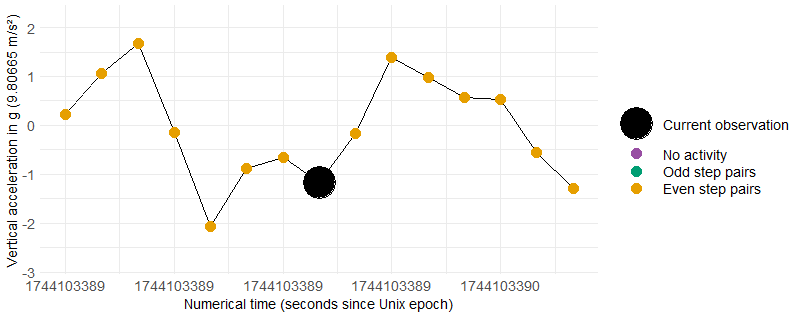 Vertical acceleration in g (9.80665 m/s²)
2
1
0
-1
-2
-3
1744103389 1744103389 1744103389 1744103389 1744103390
Numerical time (seconds since Unix epoch)
Current observation
No activity
Odd step pairs
Even step pairs